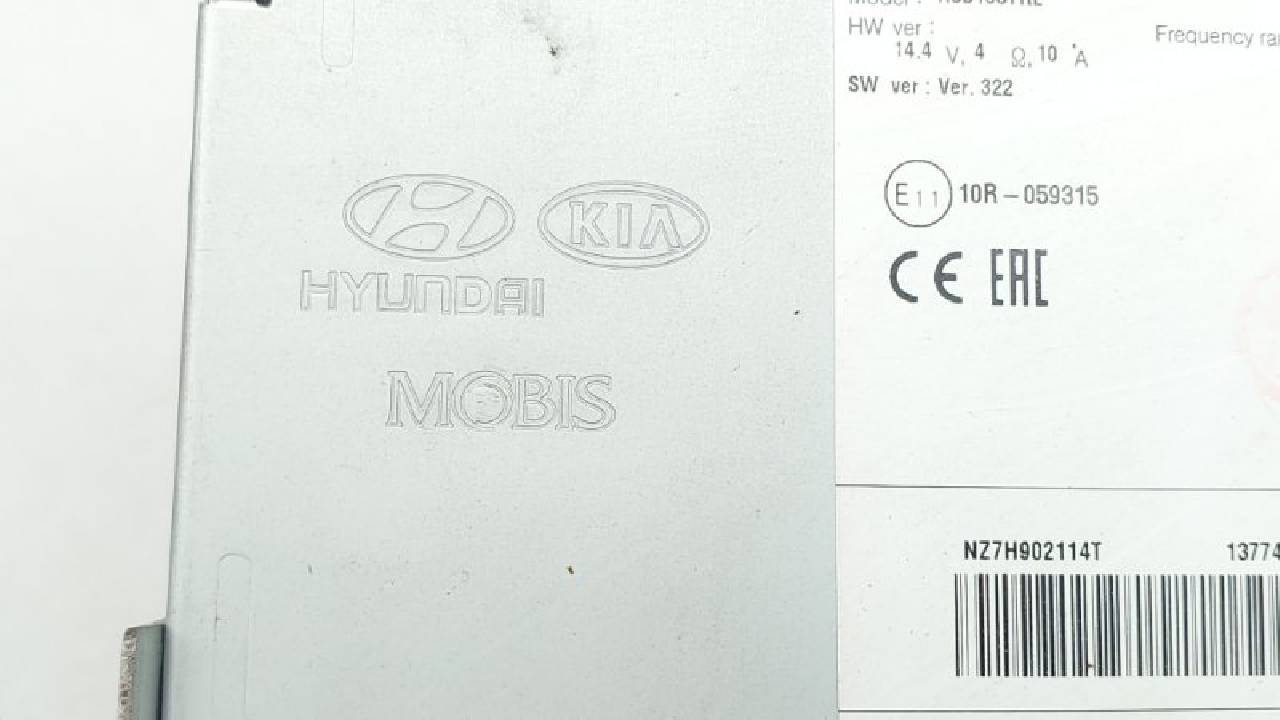 KIA
HYUNDAI
MOBIS
Model :
HW ver :
14.4 V, 4 Ω, 10 A
Frequency
SW ver : Ver. 322
E11 10R-059315
CE EAC
NZ7H902114T
13774